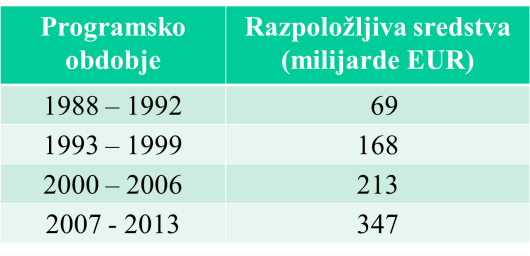 Programsko obdobje
Razpoložljiva sredstva (milijarde EUR)
1988 – 1992 69
1993 – 1999 168
2000 – 2006 213
2007 - 2013 347